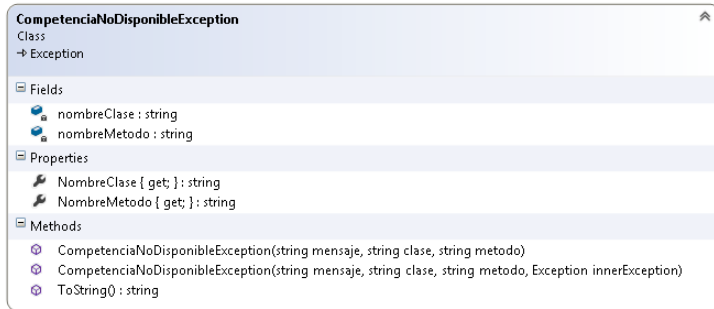 CompetenciaNoDisponibleException
Class
Exception
Fields
nombreClase : string
nombreMetodo : string
Properties
NombreClase { get; } : string
NombreMetodo { get; } : string
Methods
CompetenciaNoDisponibleException(string mensaje, string clase, string metodo)
CompetenciaNoDisponibleException(string mensaje, string clase, string metodo, Exception innerException)
ToString() : string